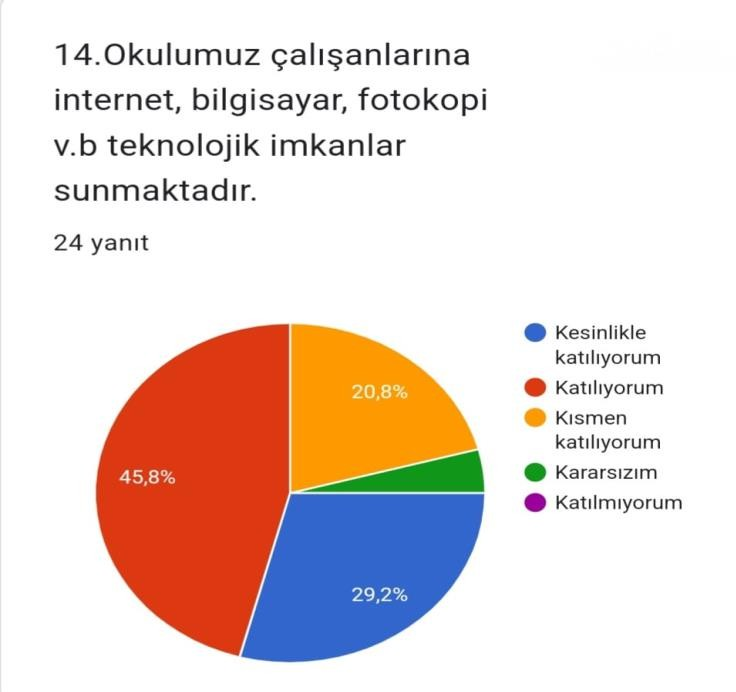 14.Okulumuz çalışanlarına
internet, bilgisayar, fotokopi
v.b teknolojik imkanlar
sunmaktadır.
24 yanıt
Kesinlikle
katılıyorum
Katılıyorum
Kısmen
katılıyorum
Kararsızım
Katılmıyorum
20,8%
45,8%
29,2%